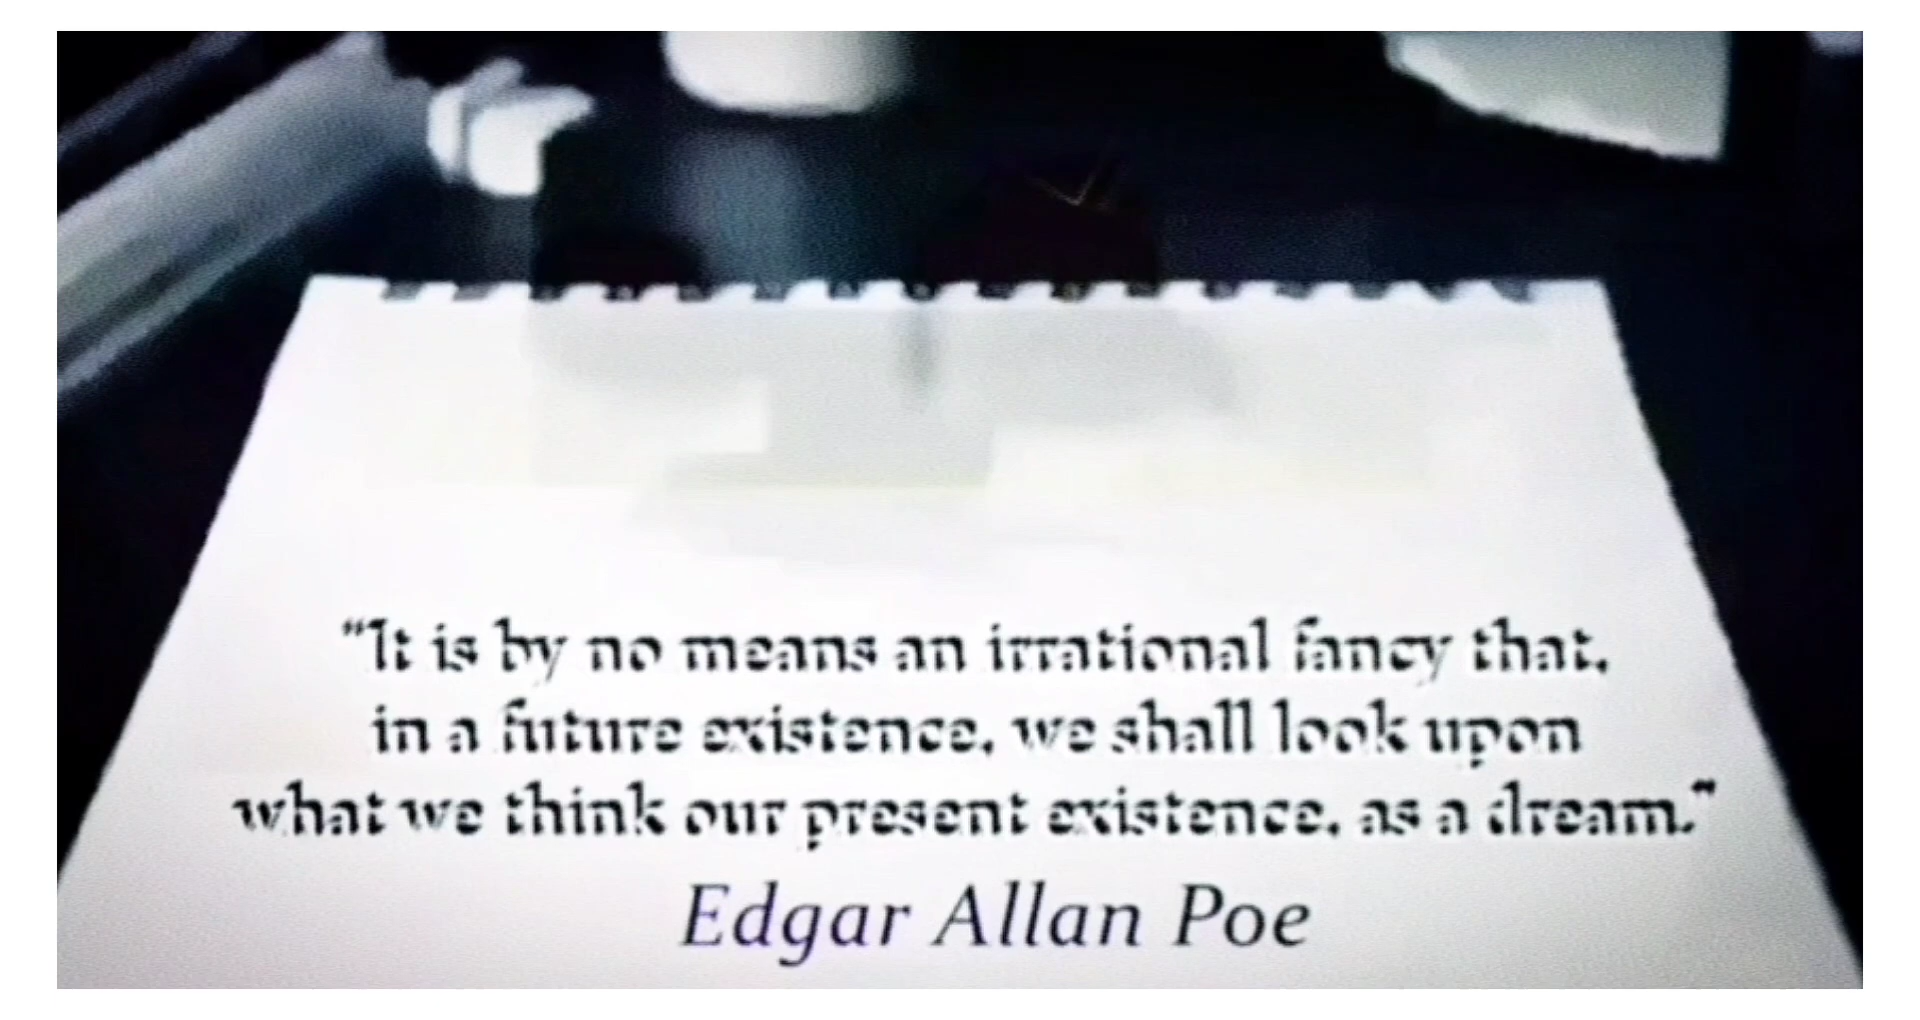 “It is by no means an irrational fancy that,
in a future existence, we shall look upon
what we think our present existence, as a dream.”
Edgar Allan Poe